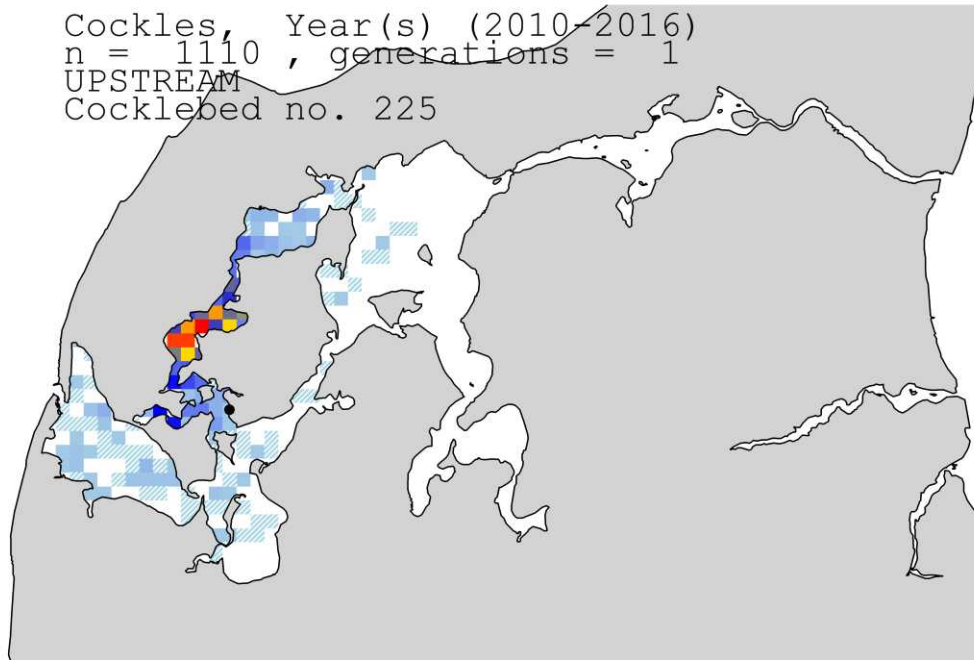 Cockles, Year(s) (2010-2016)
n = 1110 , generations = 1
UPSTREAM
Cocklebed no. 225